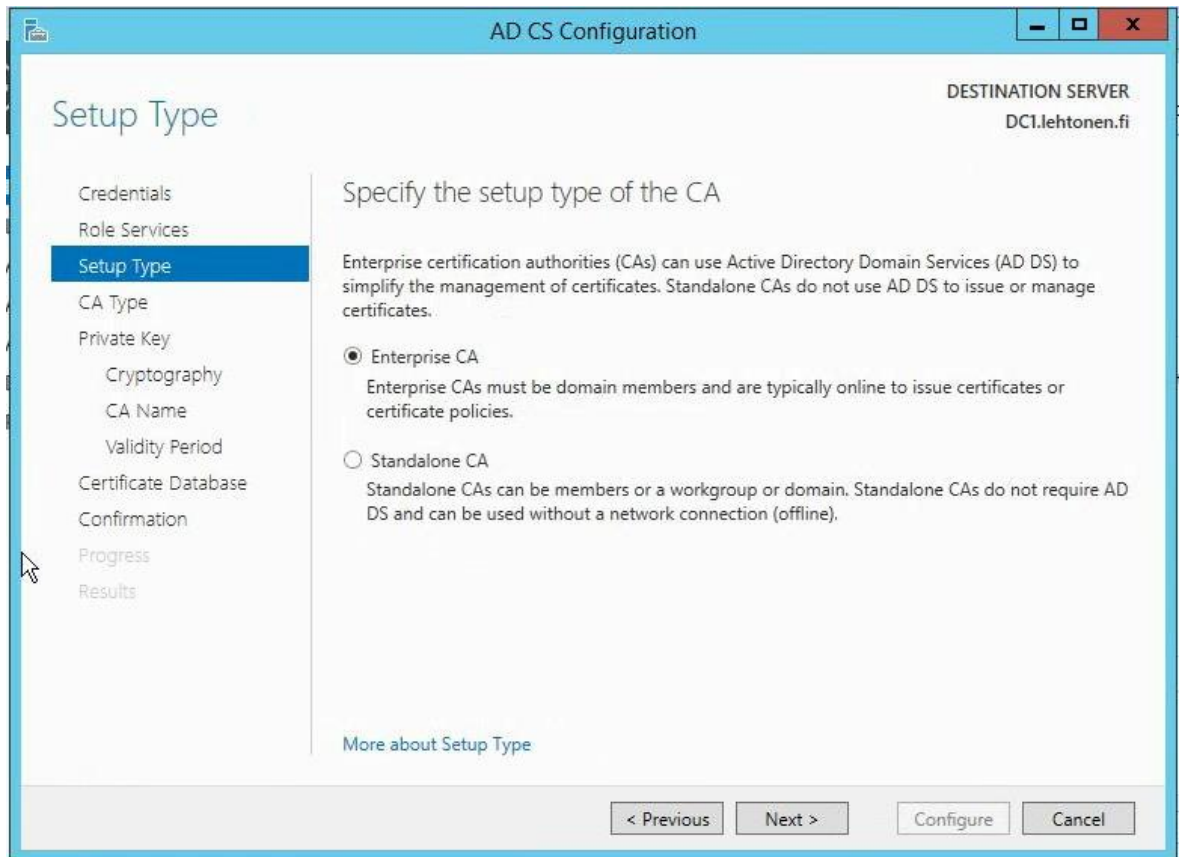 AD CS Configuration
Setup Type
DESTINATION SERVER
DC1.lehtonen.fi
Credentials
Role Services
Setup Type
CA Type
Private Key
Cryptography
CA Name
Validity Period
Certificate Database
Confirmation
Progress
Results
Specify the setup type of the CA
Enterprise certification authorities (CAs) can use Active Directory Domain Services (AD DS) to
simplify the management of certificates. Standalone CAs do not use AD DS to issue or manage
certificates.
Enterprise CA
Enterprise CAs must be domain members and are typically online to issue certificates or
certificate policies.
Standalone CA
Standalone CAs can be members or a workgroup or domain. Standalone CAs do not require AD
DS and can be used without a network connection (offline).
More about Setup Type
< Previous
Next >
Configure
Cancel